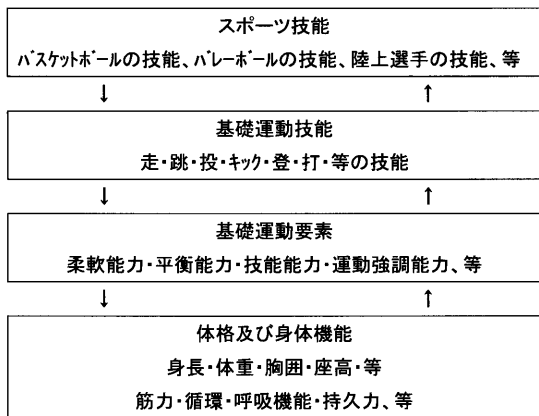 スポーツ技能
ﾊﾞｽｹｯﾄﾎﾞｰﾙの技能、ﾊﾞﾚｰﾎﾞｰﾙの技能、陸上選手の技能、等
↓ ↑
基礎運動技能
走・跳・投・ｷｯｸ・登・打・等の技能
↓ ↑
基礎運動要素
柔軟能力・平衡能力・技能能力・運動強調能力、等
↓ ↑
体格及び身体機能
身長・体重・胸囲・座高・等
筋力・循環・呼吸機能・持久力、等